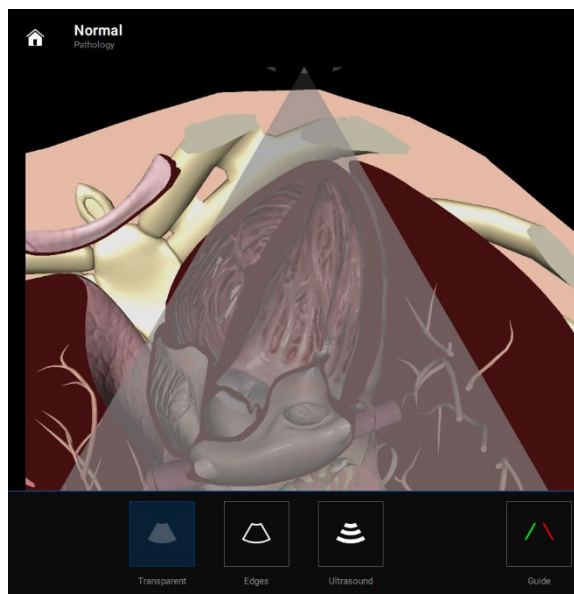 Normal
Pathology
Transparent
Edges
Ultrasound
Guide